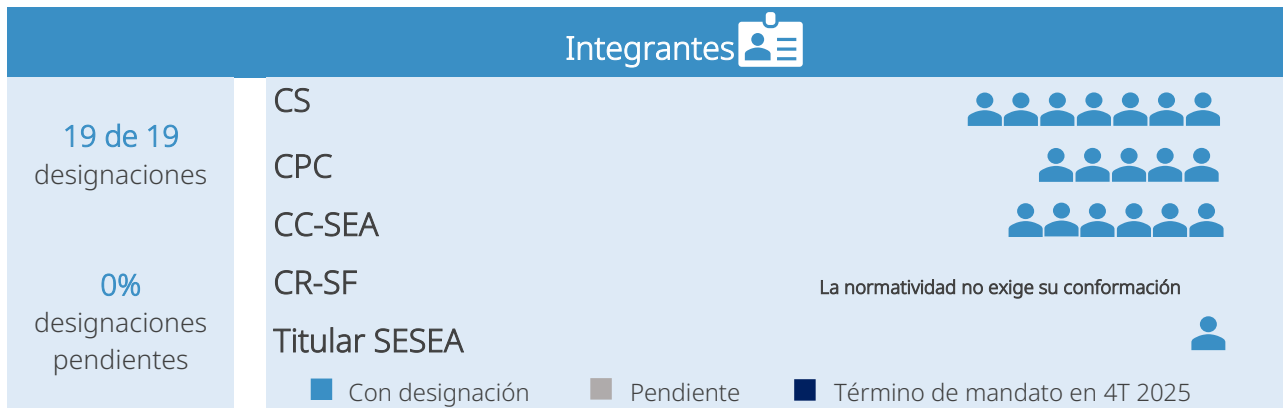 Integrantes
19 de 19
designaciones
0%
designaciones
pendientes
CS
CPC
CC-SEA
CR-SF
La normatividad no exige su conformación
Titular SESEA
Con designación
Pendiente
Término de mandato en 4T 2025